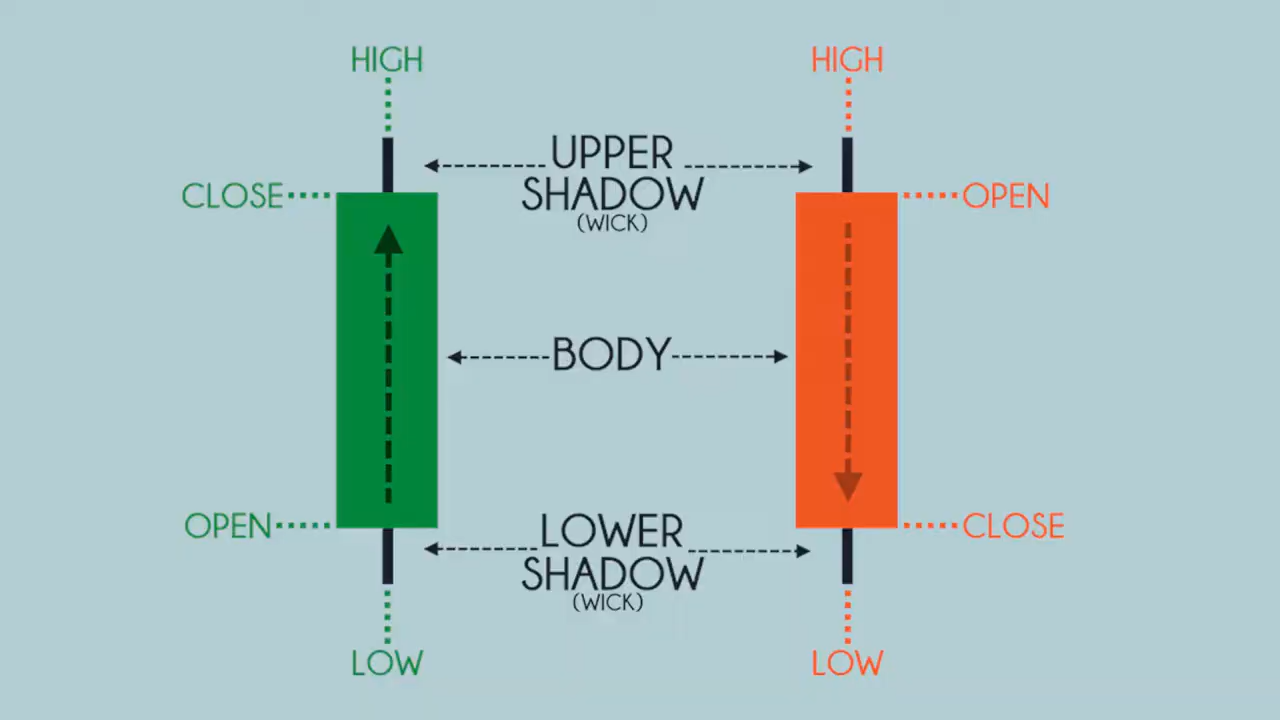 HIGH
HIGH
UPPER
SHADOW
(WICK)
CLOSE
OPEN
BODY
OPEN
CLOSE
LOWER
SHADOW
(WICK)
LOW
LOW